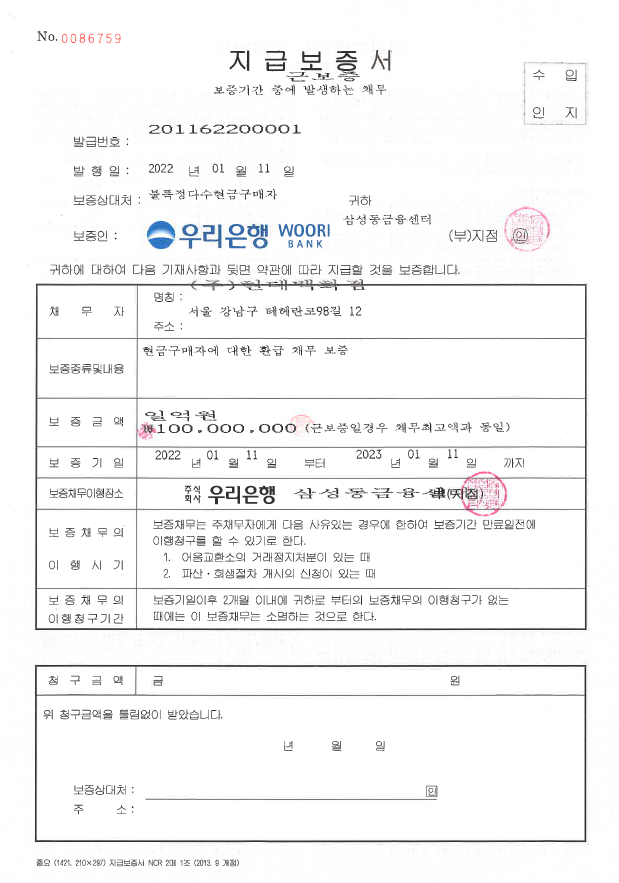 No. 0086759
지급보증서
근보증
보증기간 중에 발생하는 채무
수 입
인 지
발급번호 : 201162200001
발 행 일 : 2022 년 01 월 11 일
보증상대처 : 불특정다수현금구매자 귀하
삼성동금융센터
보증인 : 우리은행 WOORI BANK (부)지점 인
귀하에 대하여 다음 기재사항과 뒷면 약관에 따라 지급할 것을 보증합니다.
채 무 자 명칭 : (주)현대백화점
서울 강남구 테헤란로98길 12
주소 :
보증종류및내용 현금구매자에 대한 환급 채무 보증
보 증 금 액 일억원
₩100.000.000 (근보증일경우 채무최고액과 동일)
보 증 기 일 2022 년 01 월 11 일 부터 2023 년 01 월 11 일 까지
보증채무이행장소 주식회사 우리은행 삼성동금융센 (부)지점
보 증 채 무 의 이 행 시 기
보증채무는 주채무자에게 다음 사유있는 경우에 한하여 보증기간 만료일전에
이행청구를 할 수 있기로 한다.
1. 어음교환소의 거래정지처분이 있는 때
2. 파산·회생절차 개시의 신청이 있는 때
보 증 채 무 의 이행청구기간
보증기일이후 2개월 이내에 귀하로 부터의 보증채무의 이행청구가 없는
때에는 이 보증채무는 소멸하는 것으로 한다.
청 구 금 액 금 원
위 청구금액을 틀림없이 받았습니다.
년 월 일
보증상대처 : 인
주 소 :
중요 (1421, 210×297) 지급보증서 NCR 2매 1조 (2013. 9 개정)